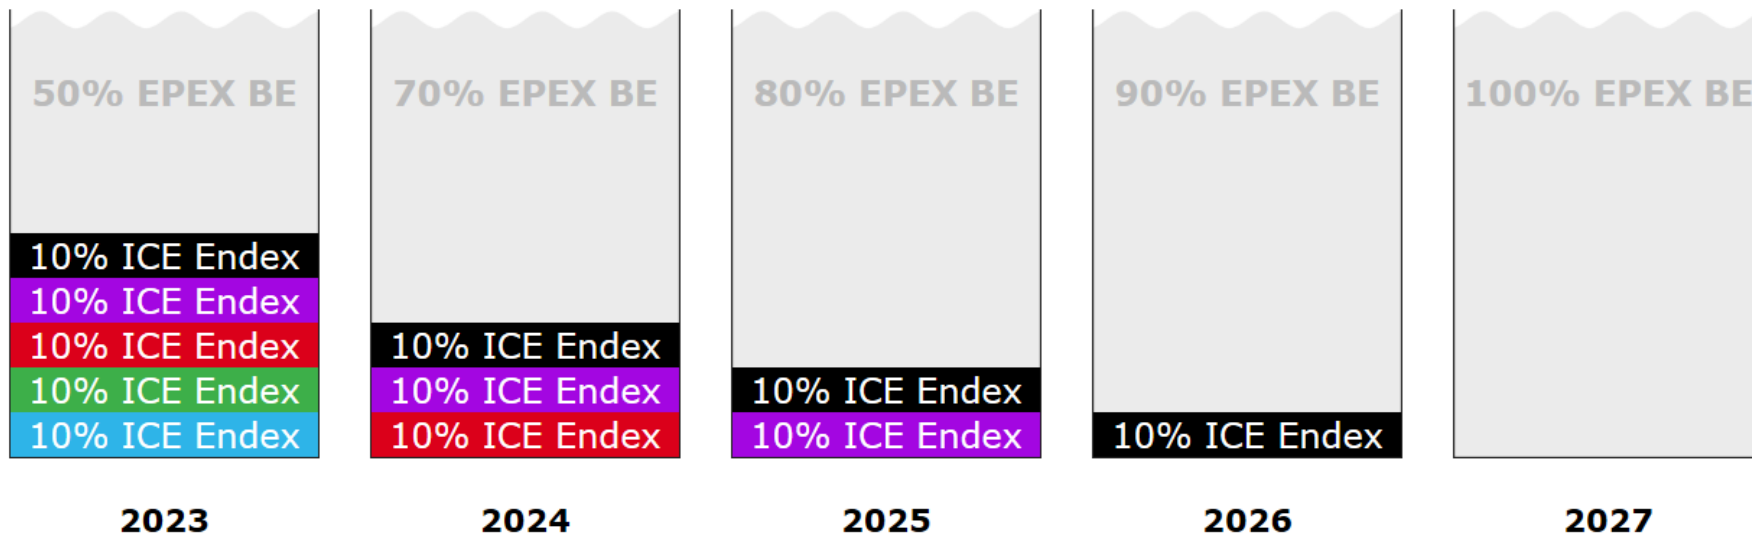 50% EPEX BE
10% ICE Endex
10% ICE Endex
10% ICE Endex
10% ICE Endex
10% ICE Endex
2023
70% EPEX BE
10% ICE Endex
10% ICE Endex
10% ICE Endex
2024
80% EPEX BE
10% ICE Endex
10% ICE Endex
2025
90% EPEX BE
10% ICE Endex
2026
100% EPEX BE
2027